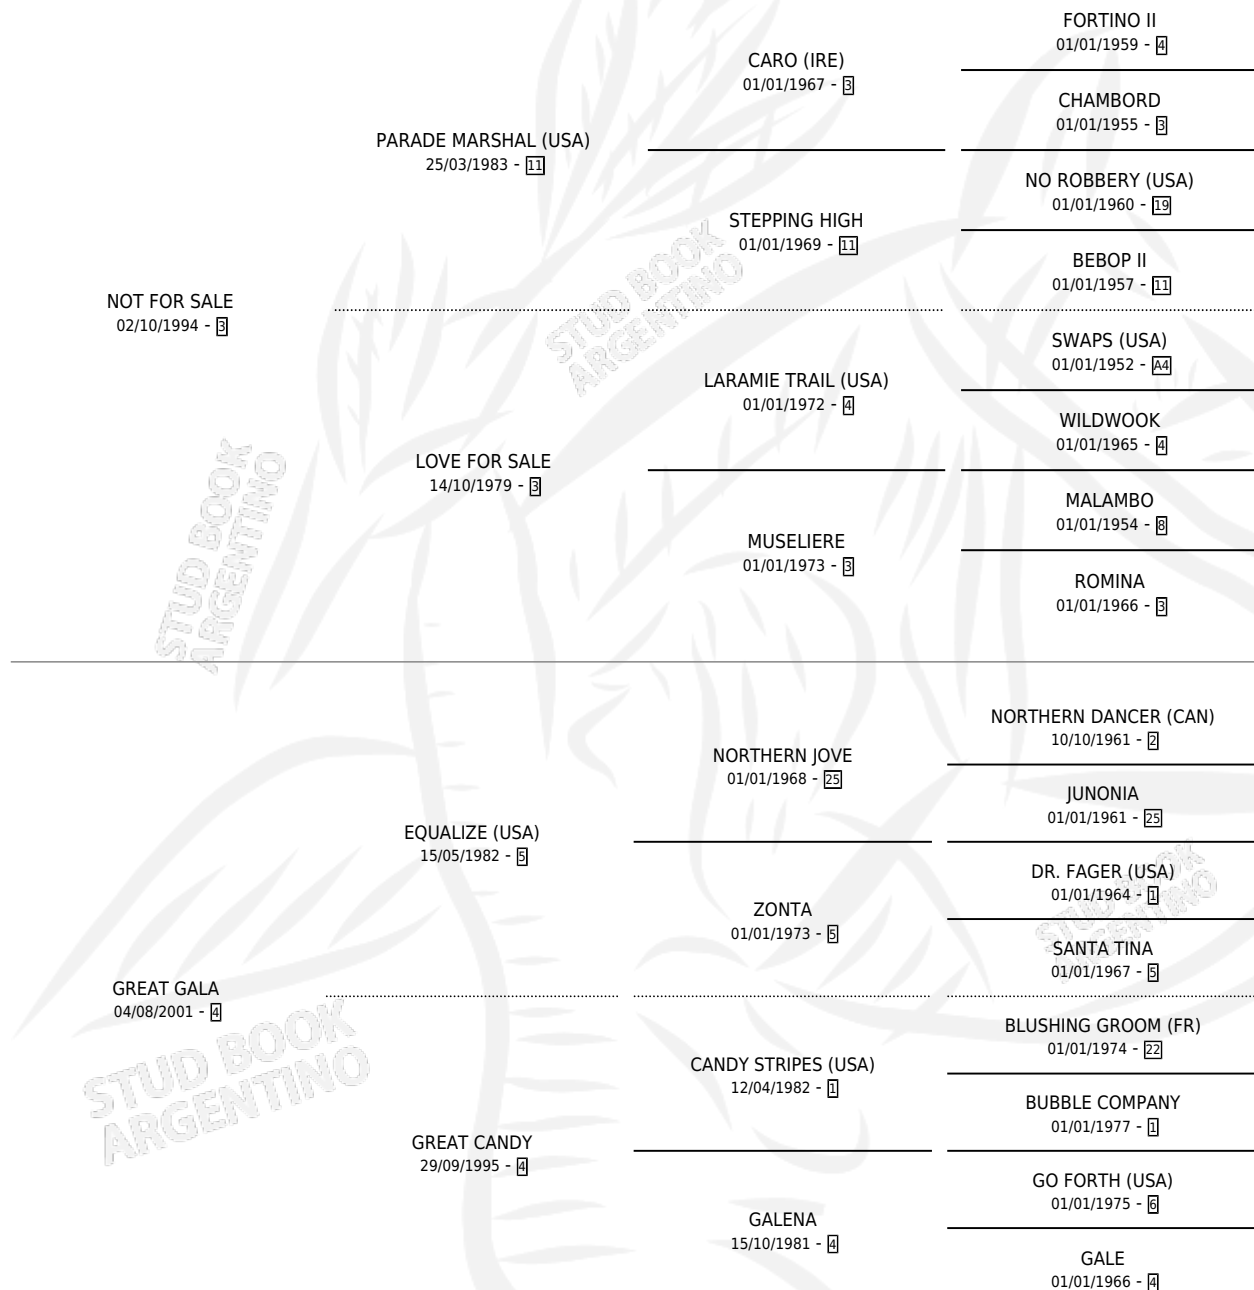 FORTINO II
01/01/1959 - 4
CARO (IRE)
01/01/1967 - 3
CHAMBORD
01/01/1955 - 3
PARADE MARSHAL (USA)
25/03/1983 - 11
NO ROBBERY (USA)
01/01/1960 - 19
STEPPING HIGH
01/01/1969 - 11
BEBOP II
01/01/1957 - 11
NOT FOR SALE
02/10/1994 - 3
SWAPS (USA)
01/01/1952 - A4
LARAMIE TRAIL (USA)
01/01/1972 - 4
WILDWOOK
01/01/1965 - 4
LOVE FOR SALE
14/10/1979 - 3
MALAMBO
01/01/1954 - 8
MUSELIERE
01/01/1973 - 3
ROMINA
01/01/1966 - 3
STUD BOOK
ARGENTINO
STUD BOOK
ARGENTINO
NORTHERN DANCER (CAN)
10/10/1961 - 2
NORTHERN JOVE
01/01/1968 - 25
JUNONIA
01/01/1961 - 25
EQUALIZE (USA)
15/05/1982 - 5
DR. FAGER (USA)
01/01/1964 - 1
ZONTA
01/01/1973 - 5
SANTA TINA
01/01/1967 - 5
GREAT GALA
04/08/2001 - 4
BLUSHING GROOM (FR)
01/01/1974 - 22
CANDY STRIPES (USA)
12/04/1982 - 1
BUBBLE COMPANY
01/01/1977 - 1
GREAT CANDY
29/09/1995 - 4
GO FORTH (USA)
01/01/1975 - 6
GALENA
15/10/1981 - 4
GALE
01/01/1966 - 4
STUD BOOK
ARGENTINO
STUD BOOK
ARGENTINO